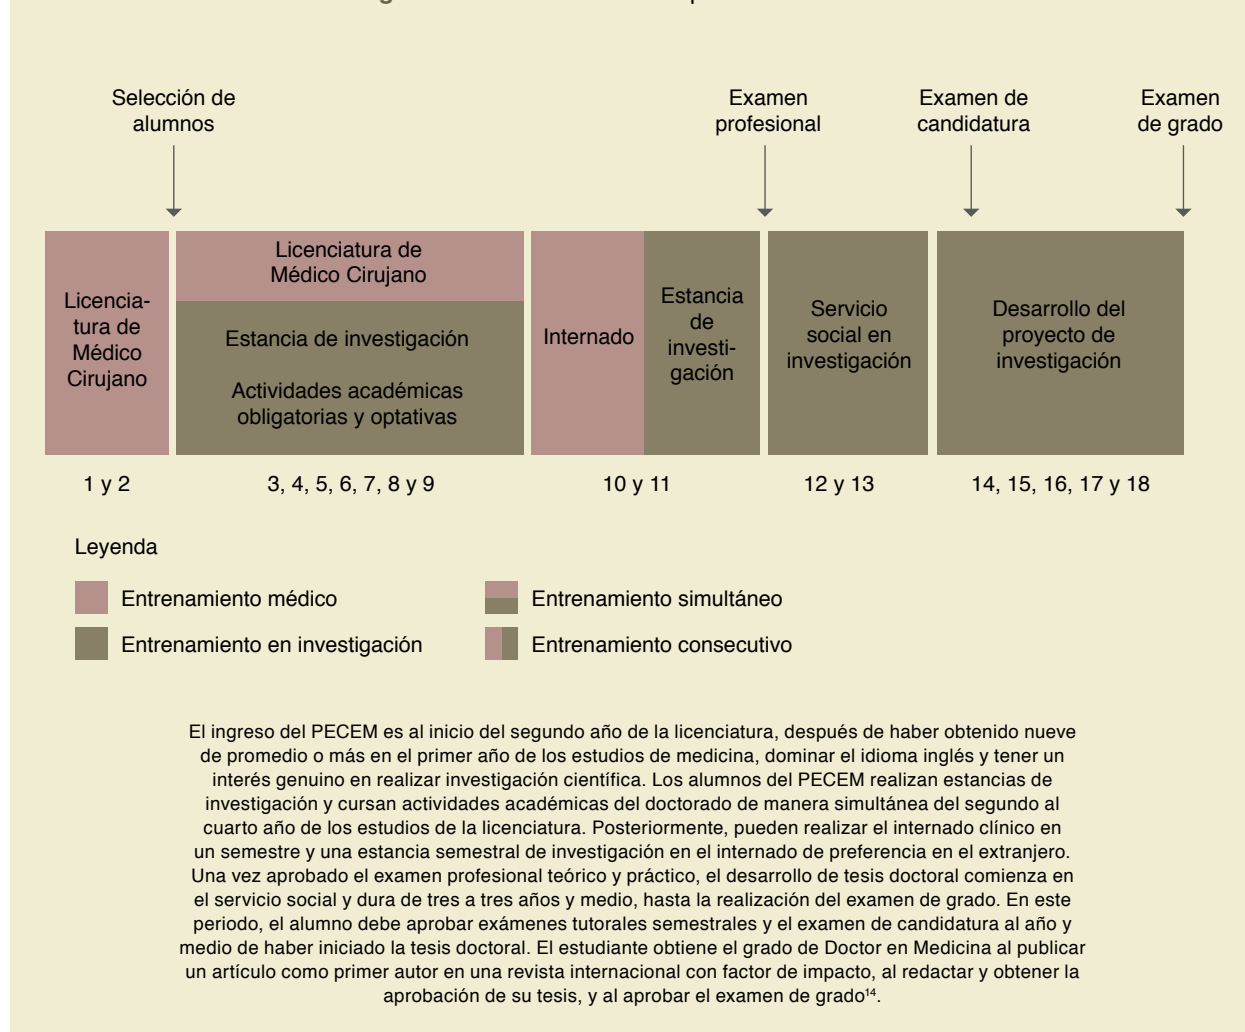 Selección de
alumnos
Examen
profesional
Examen de
candidatura
Examen
de grado
Licencia-
tura de
Médico
Cirujano
Licenciatura de
Médico Cirujano
Estancia de investigación
Actividades académicas
obligatorias y optativas
Internado
Estancia
de
investi-
gación
Servicio
social en
investigación
Desarrollo del
proyecto de
investigación
1 y 2
3, 4, 5, 6, 7, 8 y 9
10 y 11
12 y 13
14, 15, 16, 17 y 18
Leyenda
Entrenamiento médico
Entrenamiento simultáneo
Entrenamiento en investigación
Entrenamiento consecutivo
El ingreso del PECEM es al inicio del segundo año de la licenciatura, después de haber obtenido nueve
de promedio o más en el primer año de los estudios de medicina, dominar el idioma inglés y tener un
interés genuino en realizar investigación científica. Los alumnos del PECEM realizan estancias de
investigación y cursan actividades académicas del doctorado de manera simultánea del segundo al
cuarto año de los estudios de la licenciatura. Posteriormente, pueden realizar el internado clínico en
un semestre y una estancia semestral de investigación en el internado de preferencia en el extranjero.
Una vez aprobado el examen profesional teórico y práctico, el desarrollo de tesis doctoral comienza en
el servicio social y dura de tres a tres años y medio, hasta la realización del examen de grado. En este
periodo, el alumno debe aprobar exámenes tutorales semestrales y el examen de candidatura al año y
medio de haber iniciado la tesis doctoral. El estudiante obtiene el grado de Doctor en Medicina al publicar
un artículo como primer autor en una revista internacional con factor de impacto, al redactar y obtener la
aprobación de su tesis, y al aprobar el examen de grado¹⁴.